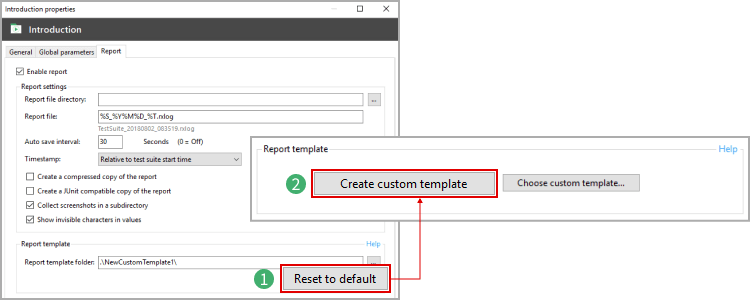 Introduction properties
Introduction
General
Global parameters
Report
Enable report
Report settings
Report file directory:
...
Report file:
%S_%Y%M%D_%T.rxlog
TestSuite_20180802_083519.rxlog
Auto save interval:
30
Seconds
(0 = Off)
Timestamp:
Relative to test suite start time
Create a compressed copy of the report
Create a JUnit compatible copy of the report
Collect screenshots in a subdirectory
Show invisible characters in values
Report template
Help
Report template folder:
.\NewCustomTemplate1\
...
1
Reset to default
Report template
Help
2
Create custom template
Choose custom template...